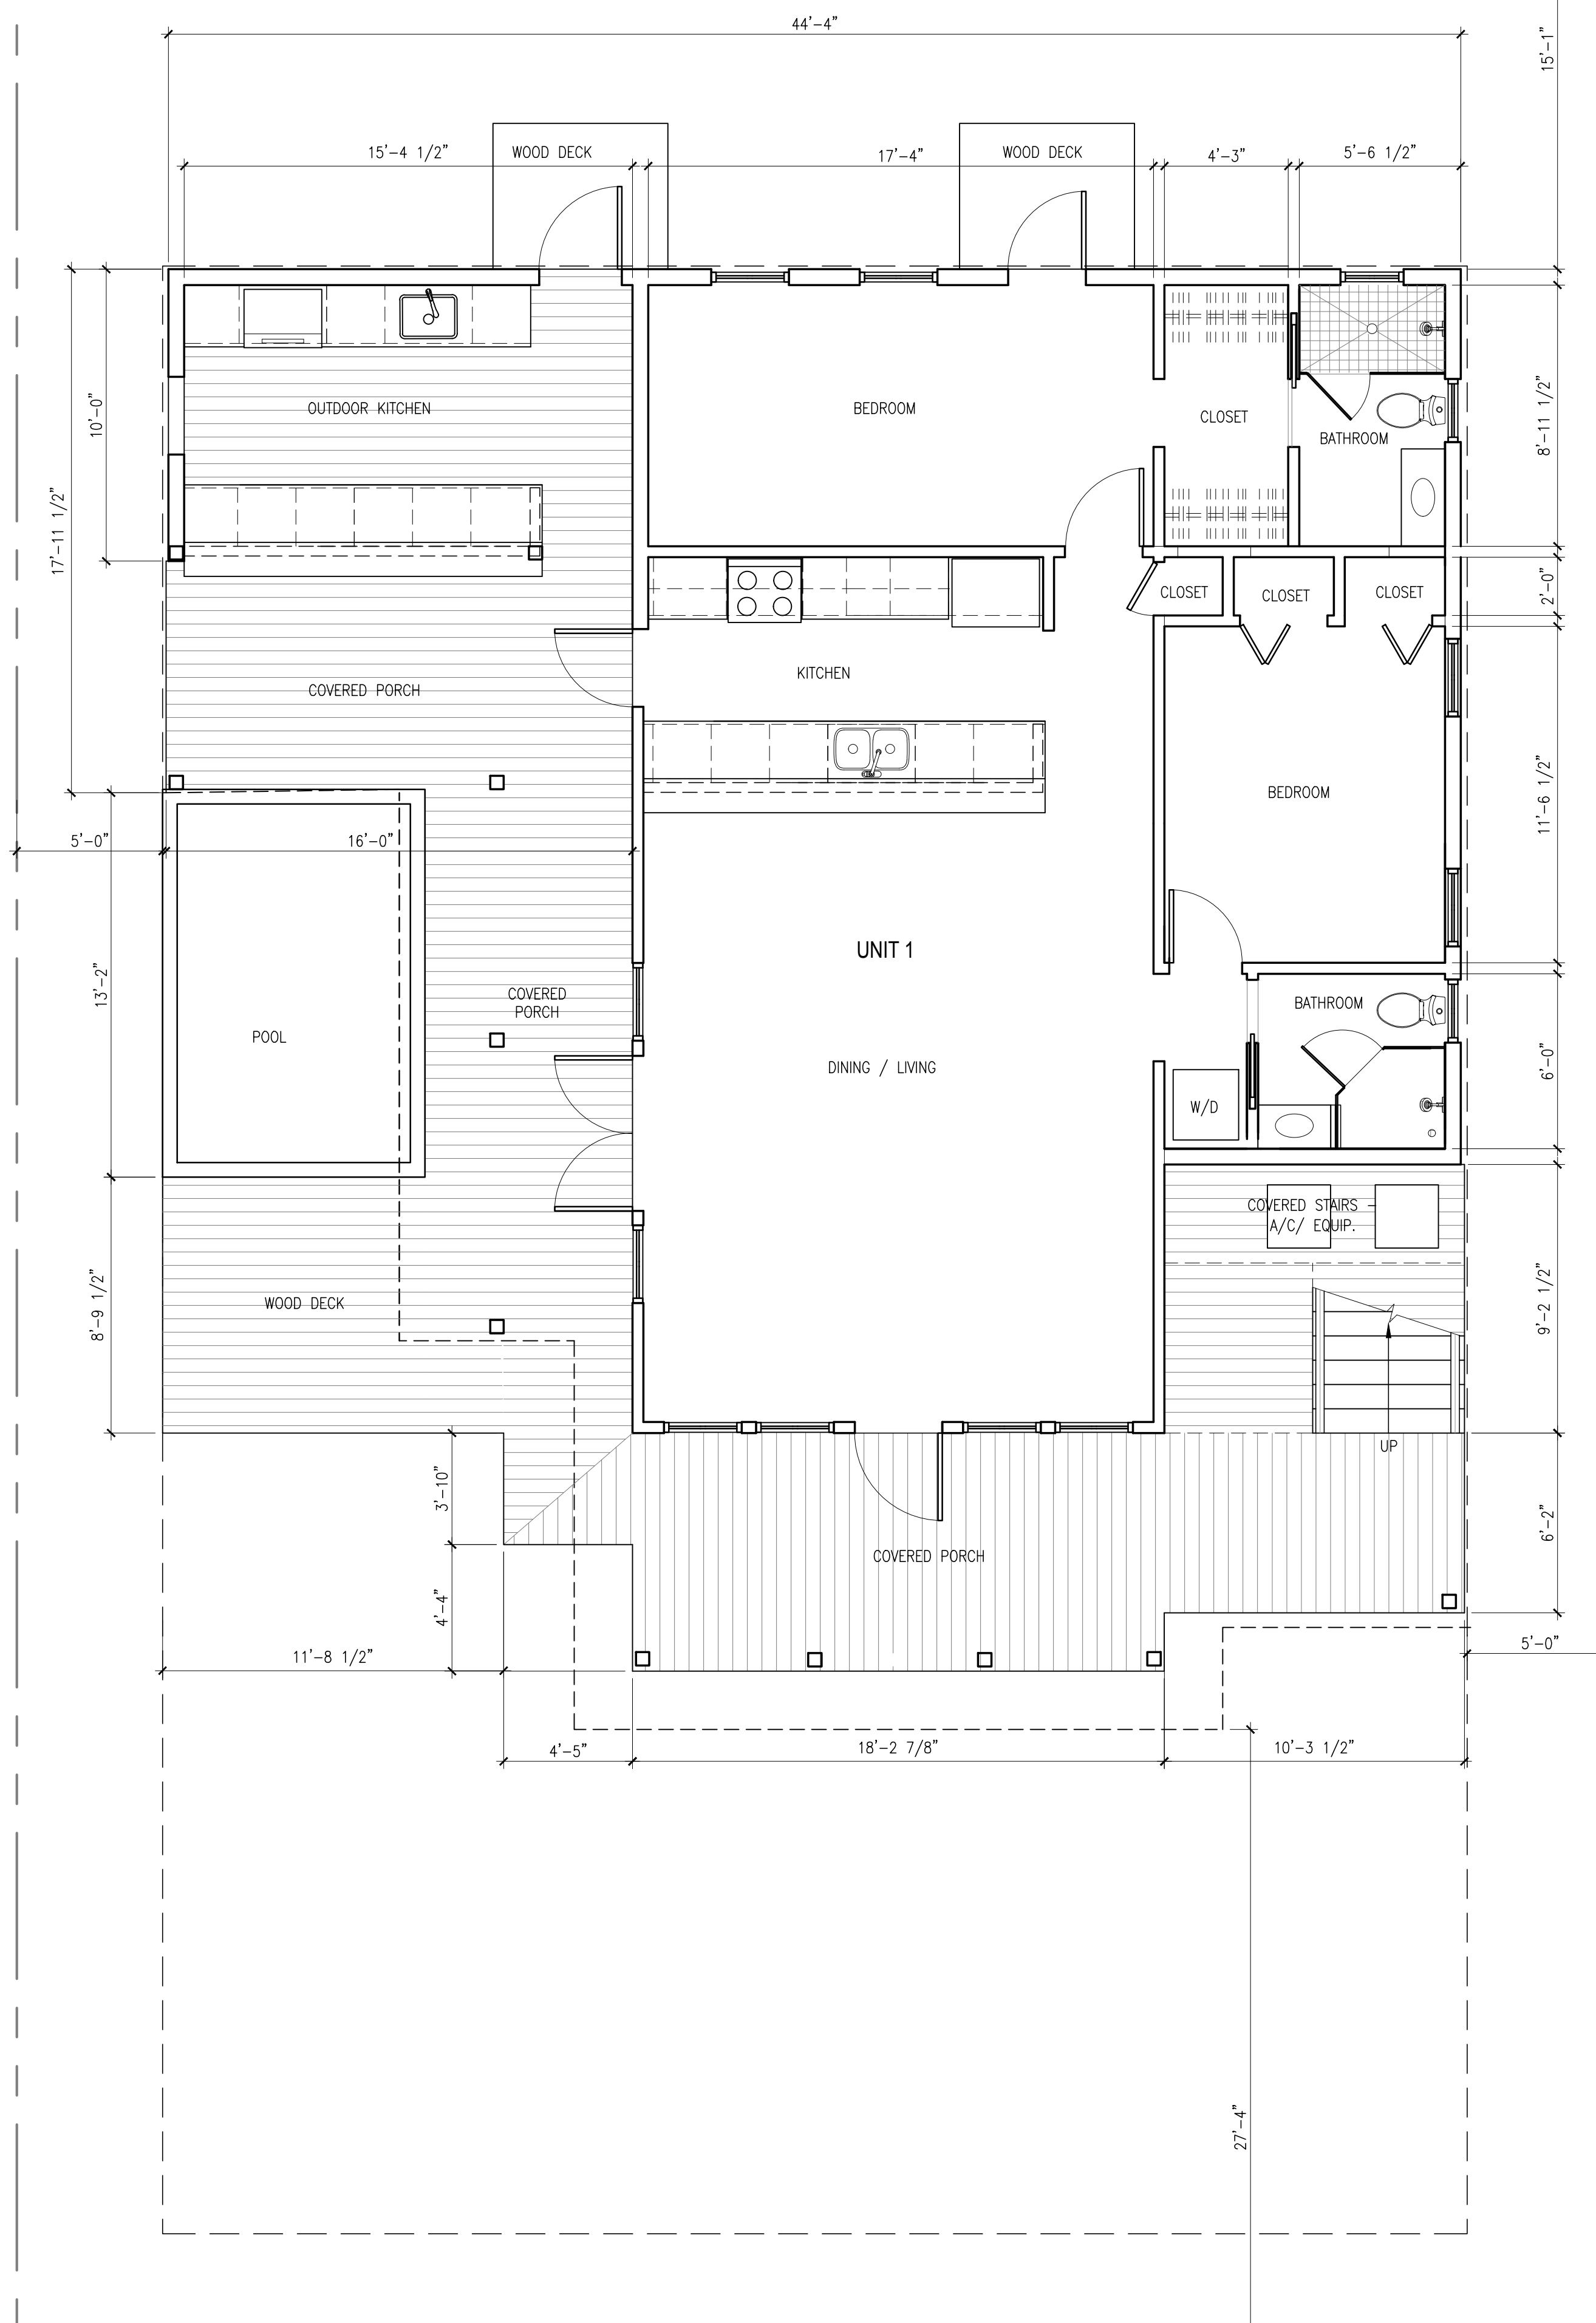 44'-4"
15'-1"
15'-4 1/2"
WOOD DECK
17'-4"
WOOD DECK
4'-3"
5'-6 1/2"
17'-11 1/2"
10'-0"
OUTDOOR KITCHEN
BEDROOM
CLOSET
BATHROOM
8'-11 1/2"
CLOSET
CLOSET
CLOSET
2'-0"
COVERED PORCH
KITCHEN
BEDROOM
11'-6 1/2"
5'-0"
16'-0"
13'-2"
UNIT 1
COVERED
PORCH
POOL
DINING / LIVING
BATHROOM
W/D
6'-0"
COVERED STAIRS -
A/C/ EQUIP.
8'-9 1/2"
WOOD DECK
9'-2 1/2"
UP
3'-10"
COVERED PORCH
6'-2"
4'-4"
11'-8 1/2"
5'-0"
4'-5"
18'-2 7/8"
10'-3 1/2"
27'-4"